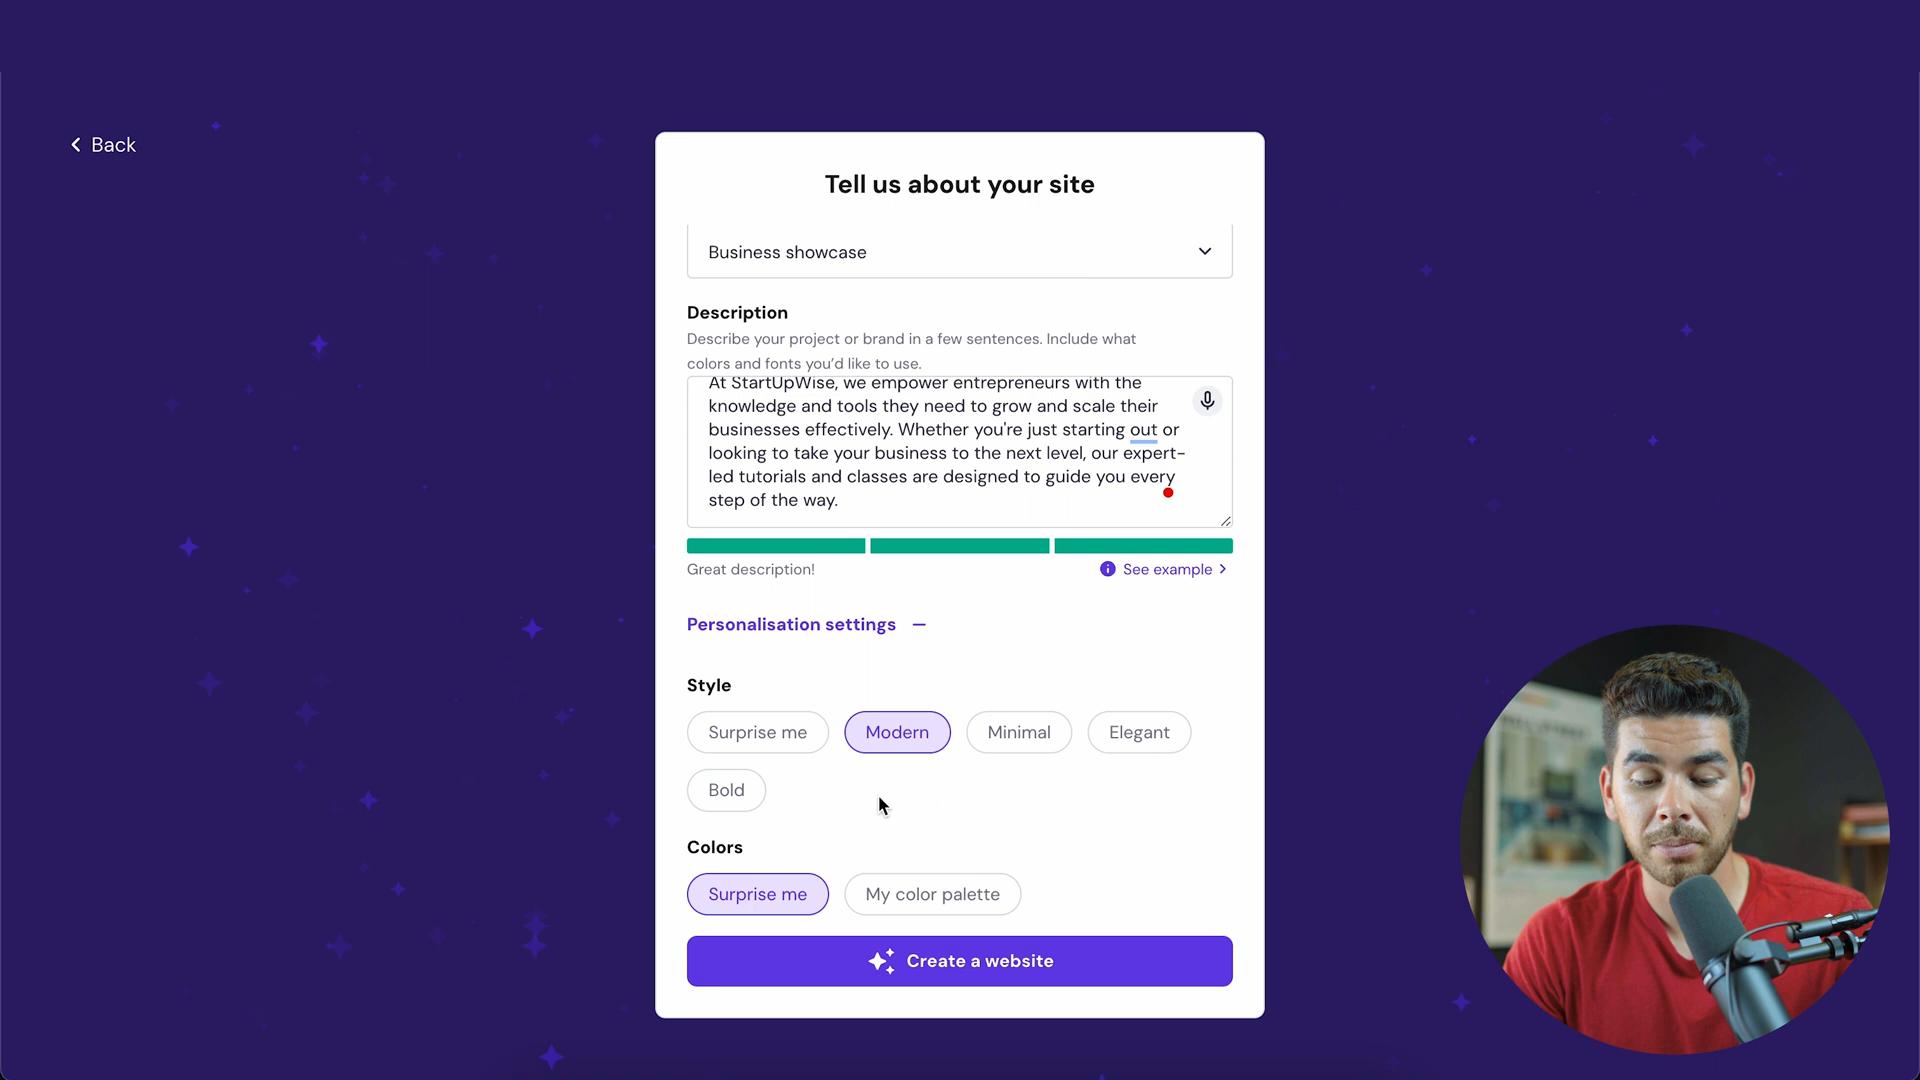 Back
Tell us about your site
Business showcase
Description
Describe your project or brand in a few sentences. Include what
colors and fonts you’d like to use.
At StartUpWise, we empower entrepreneurs with the
knowledge and tools they need to grow and scale their
businesses effectively. Whether you're just starting out or
looking to take your business to the next level, our expert-
led tutorials and classes are designed to guide you every
step of the way.
Great description!
See example
Personalisation settings
Style
Surprise me
Modern
Minimal
Elegant
Bold
Colors
Surprise me
My color palette
Create a website